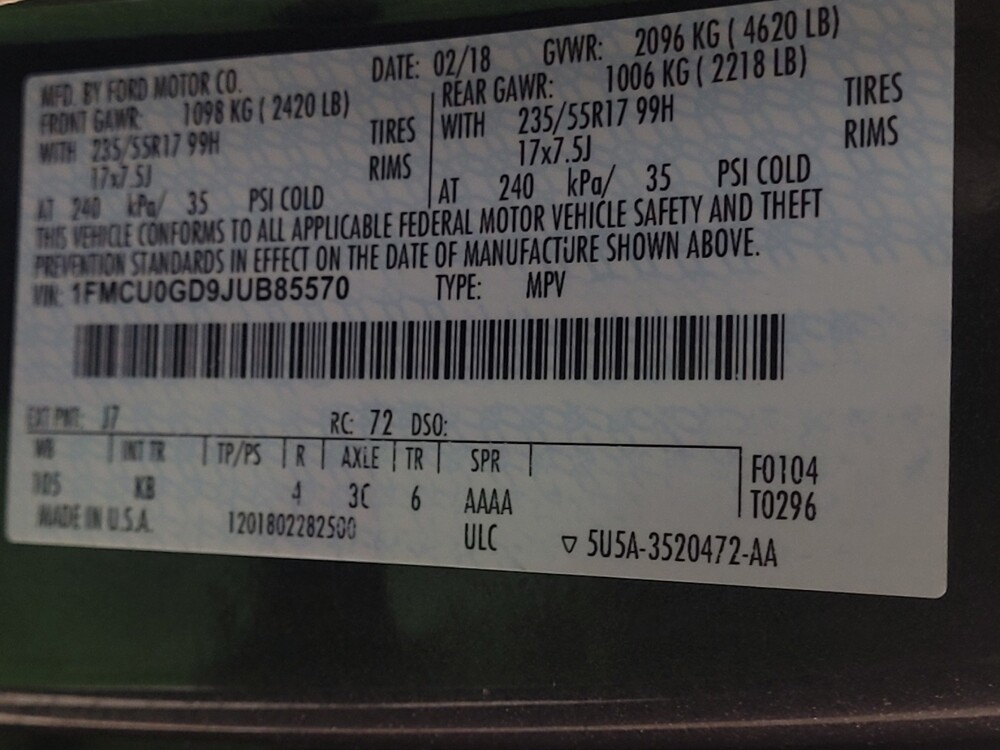 MFD. BY FORD MOTOR CO. DATE: 02/18 GVWR: 2096 KG ( 4620 LB)
FRONT GAWR: 1098 KG ( 2420 LB) REAR GAWR: 1006 KG ( 2218 LB)
WITH 235/55R17 99H TIRES WITH 235/55R17 99H TIRES
17x7.5J RIMS 17x7.5J RIMS
AT 240 kPa/ 35 PSI COLD AT 240 kPa/ 35 PSI COLD
THIS VEHICLE CONFORMS TO ALL APPLICABLE FEDERAL MOTOR VEHICLE SAFETY AND THEFT
PREVENTION STANDARDS IN EFFECT ON THE DATE OF MANUFACTURE SHOWN ABOVE.
VIN: 1FMCU0GD9JUB85570 TYPE: MPV
EXT PNT: J7 RC: 72 DSO:
WB INT TR TP/PS R AXLE TR SPR F0104
105 KB 4 3C 6 AAAA T0296
MADE IN U.S.A. 1201802282500 ULC ▽ 5U5A-3520472-AA